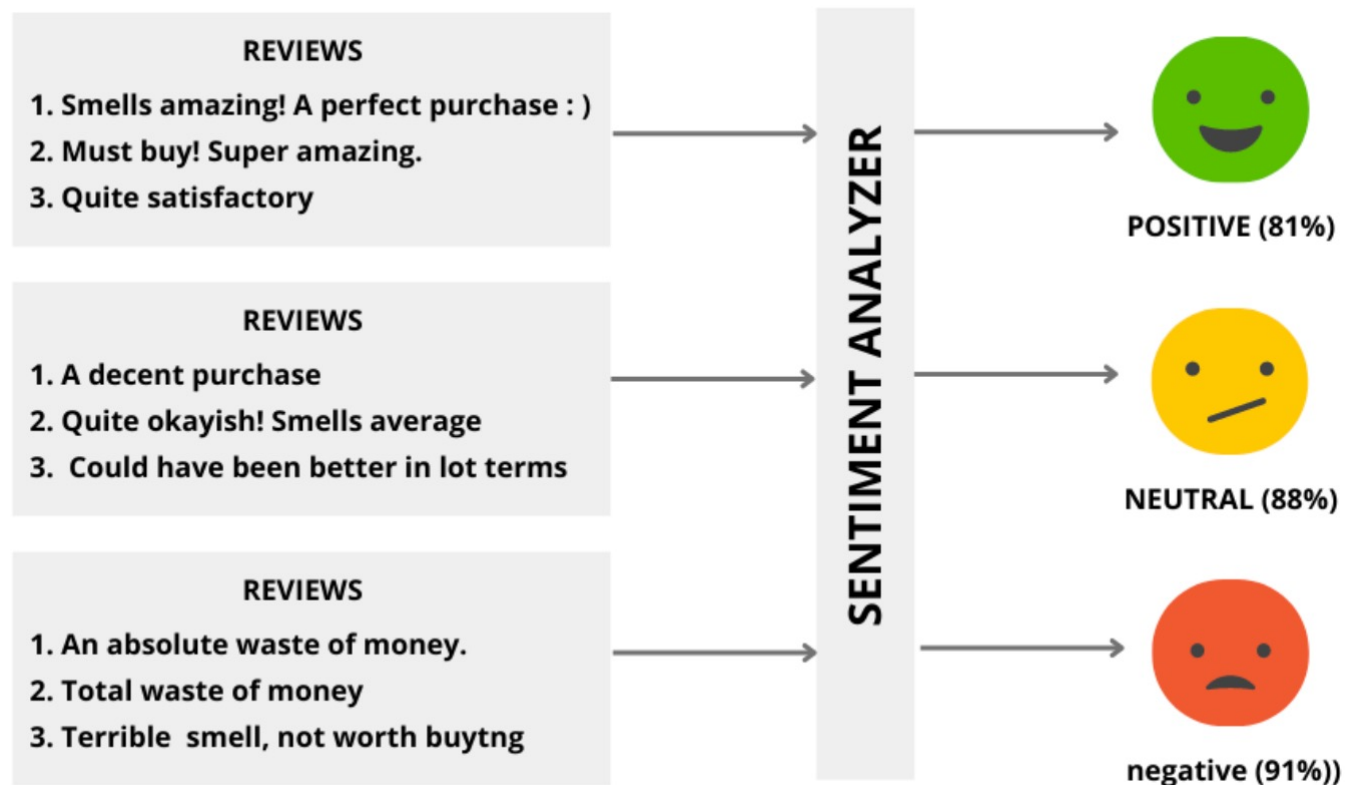 REVIEWS
1. Smells amazing! A perfect purchase : )
2. Must buy! Super amazing.
3. Quite satisfactory
REVIEWS
1. A decent purchase
2. Quite okayish! Smells average
3. Could have been better in lot terms
REVIEWS
1. An absolute waste of money.
2. Total waste of money
3. Terrible smell, not worth buytng
SENTIMENT ANALYZER
POSITIVE (81%)
NEUTRAL (88%)
negative (91%))